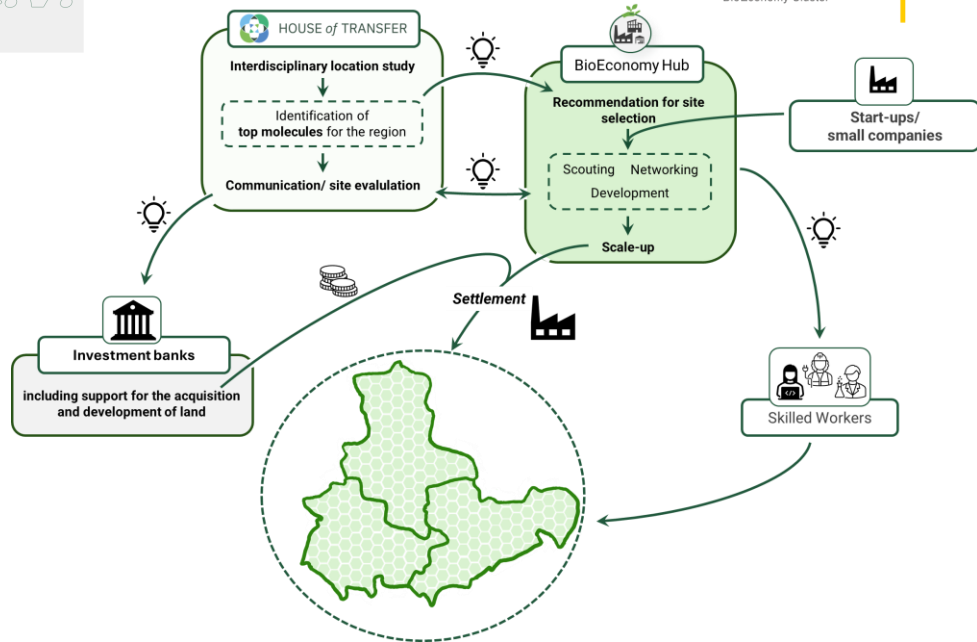 BioEconomy Cluster
HOUSE of TRANSFER
Interdisciplinary location study
Identification of
top molecules for the region
Communication/ site evalulation
BioEconomy Hub
Recommendation for site
selection
Scouting Networking
Development
Scale-up
Start-ups/
small companies
Settlement
Investment banks
including support for the acquisition
and development of land
Skilled Workers